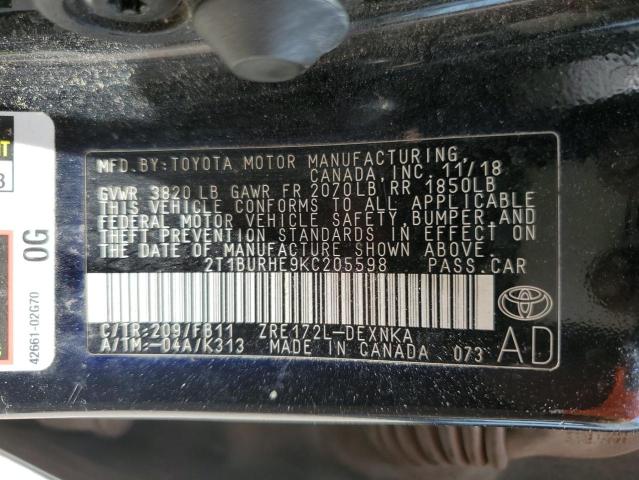 MFD.BY:TOYOTA MOTOR MANUFACTURING,
CANADA, INC. 11/18
GVWR 3820 LB GAWR FR 2070LB RR 1850LB
THIS VEHICLE CONFORMS TO ALL APPLICABLE
FEDERAL MOTOR VEHICLE SAFETY, BUMPER AND
THEFT PREVENTION STANDARDS IN EFFECT ON
THE DATE OF MANUFACTURE SHOWN ABOVE.
2T1BURHE9KC205598 PASS.CAR
C/TR:209/FB11 ZRE172L-DEXNKA
A/TM:-04A/K313 MADE IN CANADA 073
AD
0G
42661-02G70